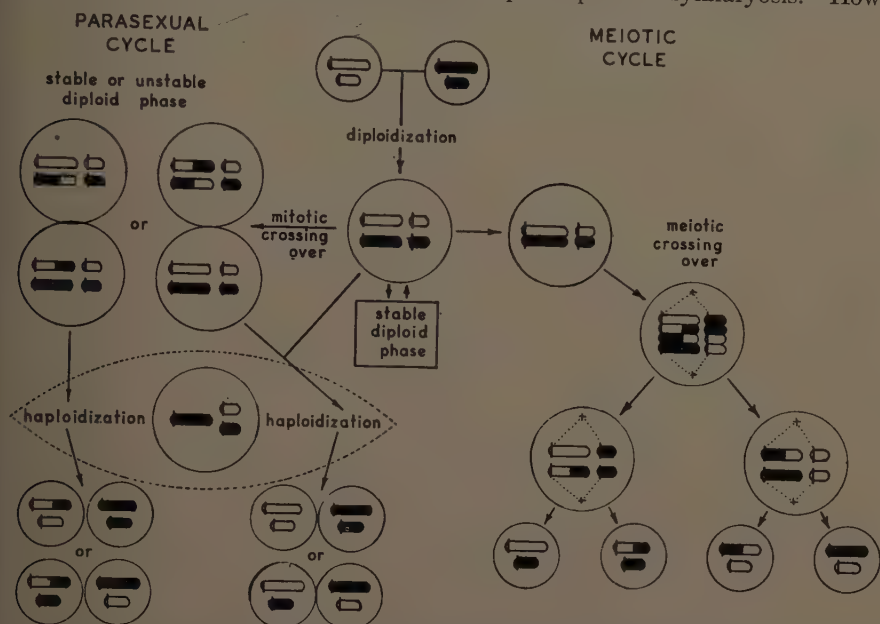 How
PARASEXUAL
CYCLE
stable or unstable
diploid phase
MEIOTIC
CYCLE
diploidization
or
mitotic
crossing
over
meiotic
crossing
over
stable
diploid
phase
haploidization
haploidization
or
or